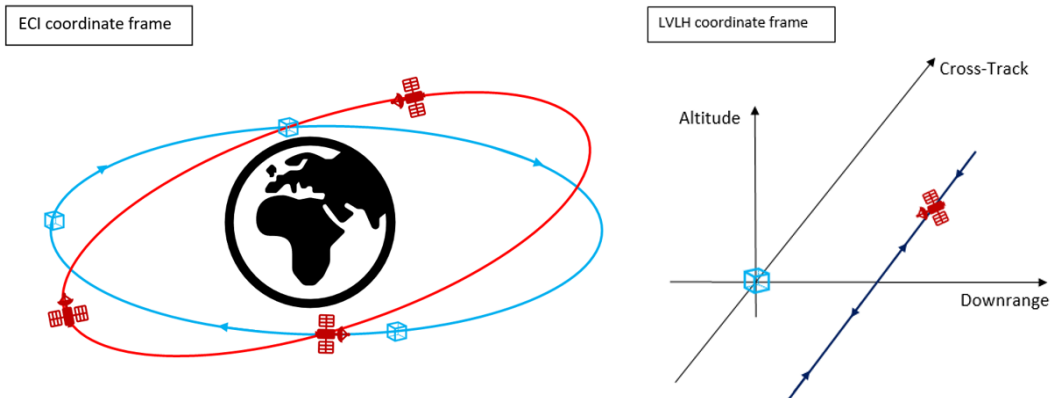 ECI coordinate frame
LVLH coordinate frame
Cross-Track
Altitude
Downrange